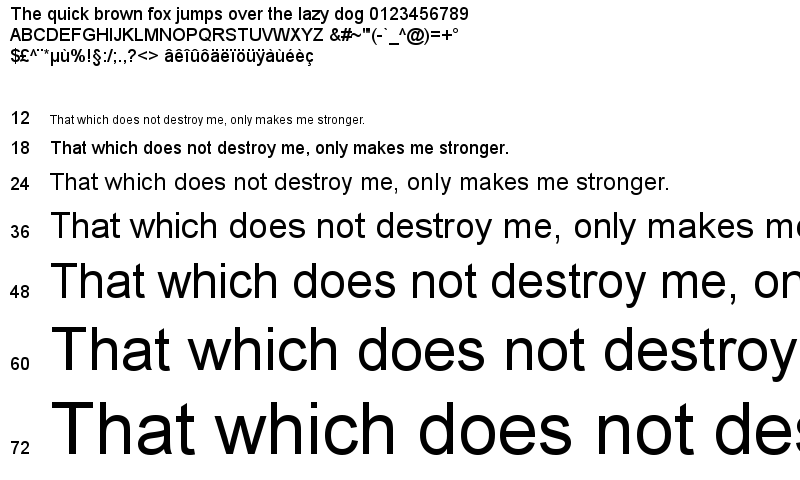 The quick brown fox jumps over the lazy dog 0123456789
ABCDEFGHIJKLMNOPQRSTUVWXYZ &#~'"(-`_^@)=+°
$£^¨*µù%!§:/;.,?<> âêîûôäëïöüÿàùéèç
12 That which does not destroy me, only makes me stronger.
18 That which does not destroy me, only makes me stronger.
24 That which does not destroy me, only makes me stronger.
36 That which does not destroy me, only makes me
48 That which does not destroy me, on
60 That which does not destroy
72 That which does not des